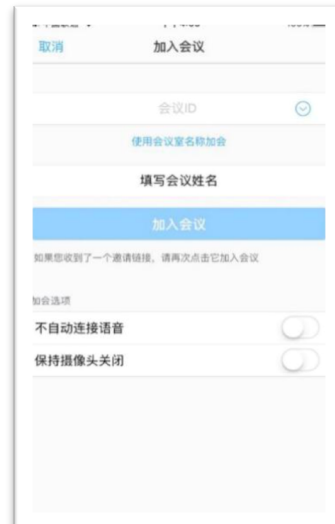 取消
加入会议
会议ID
使用会议室名称加会
填写会议姓名
加入会议
如果您收到了一个邀请链接，请再次点击它加入会议
加会选项
不自动连接语音
保持摄像头关闭